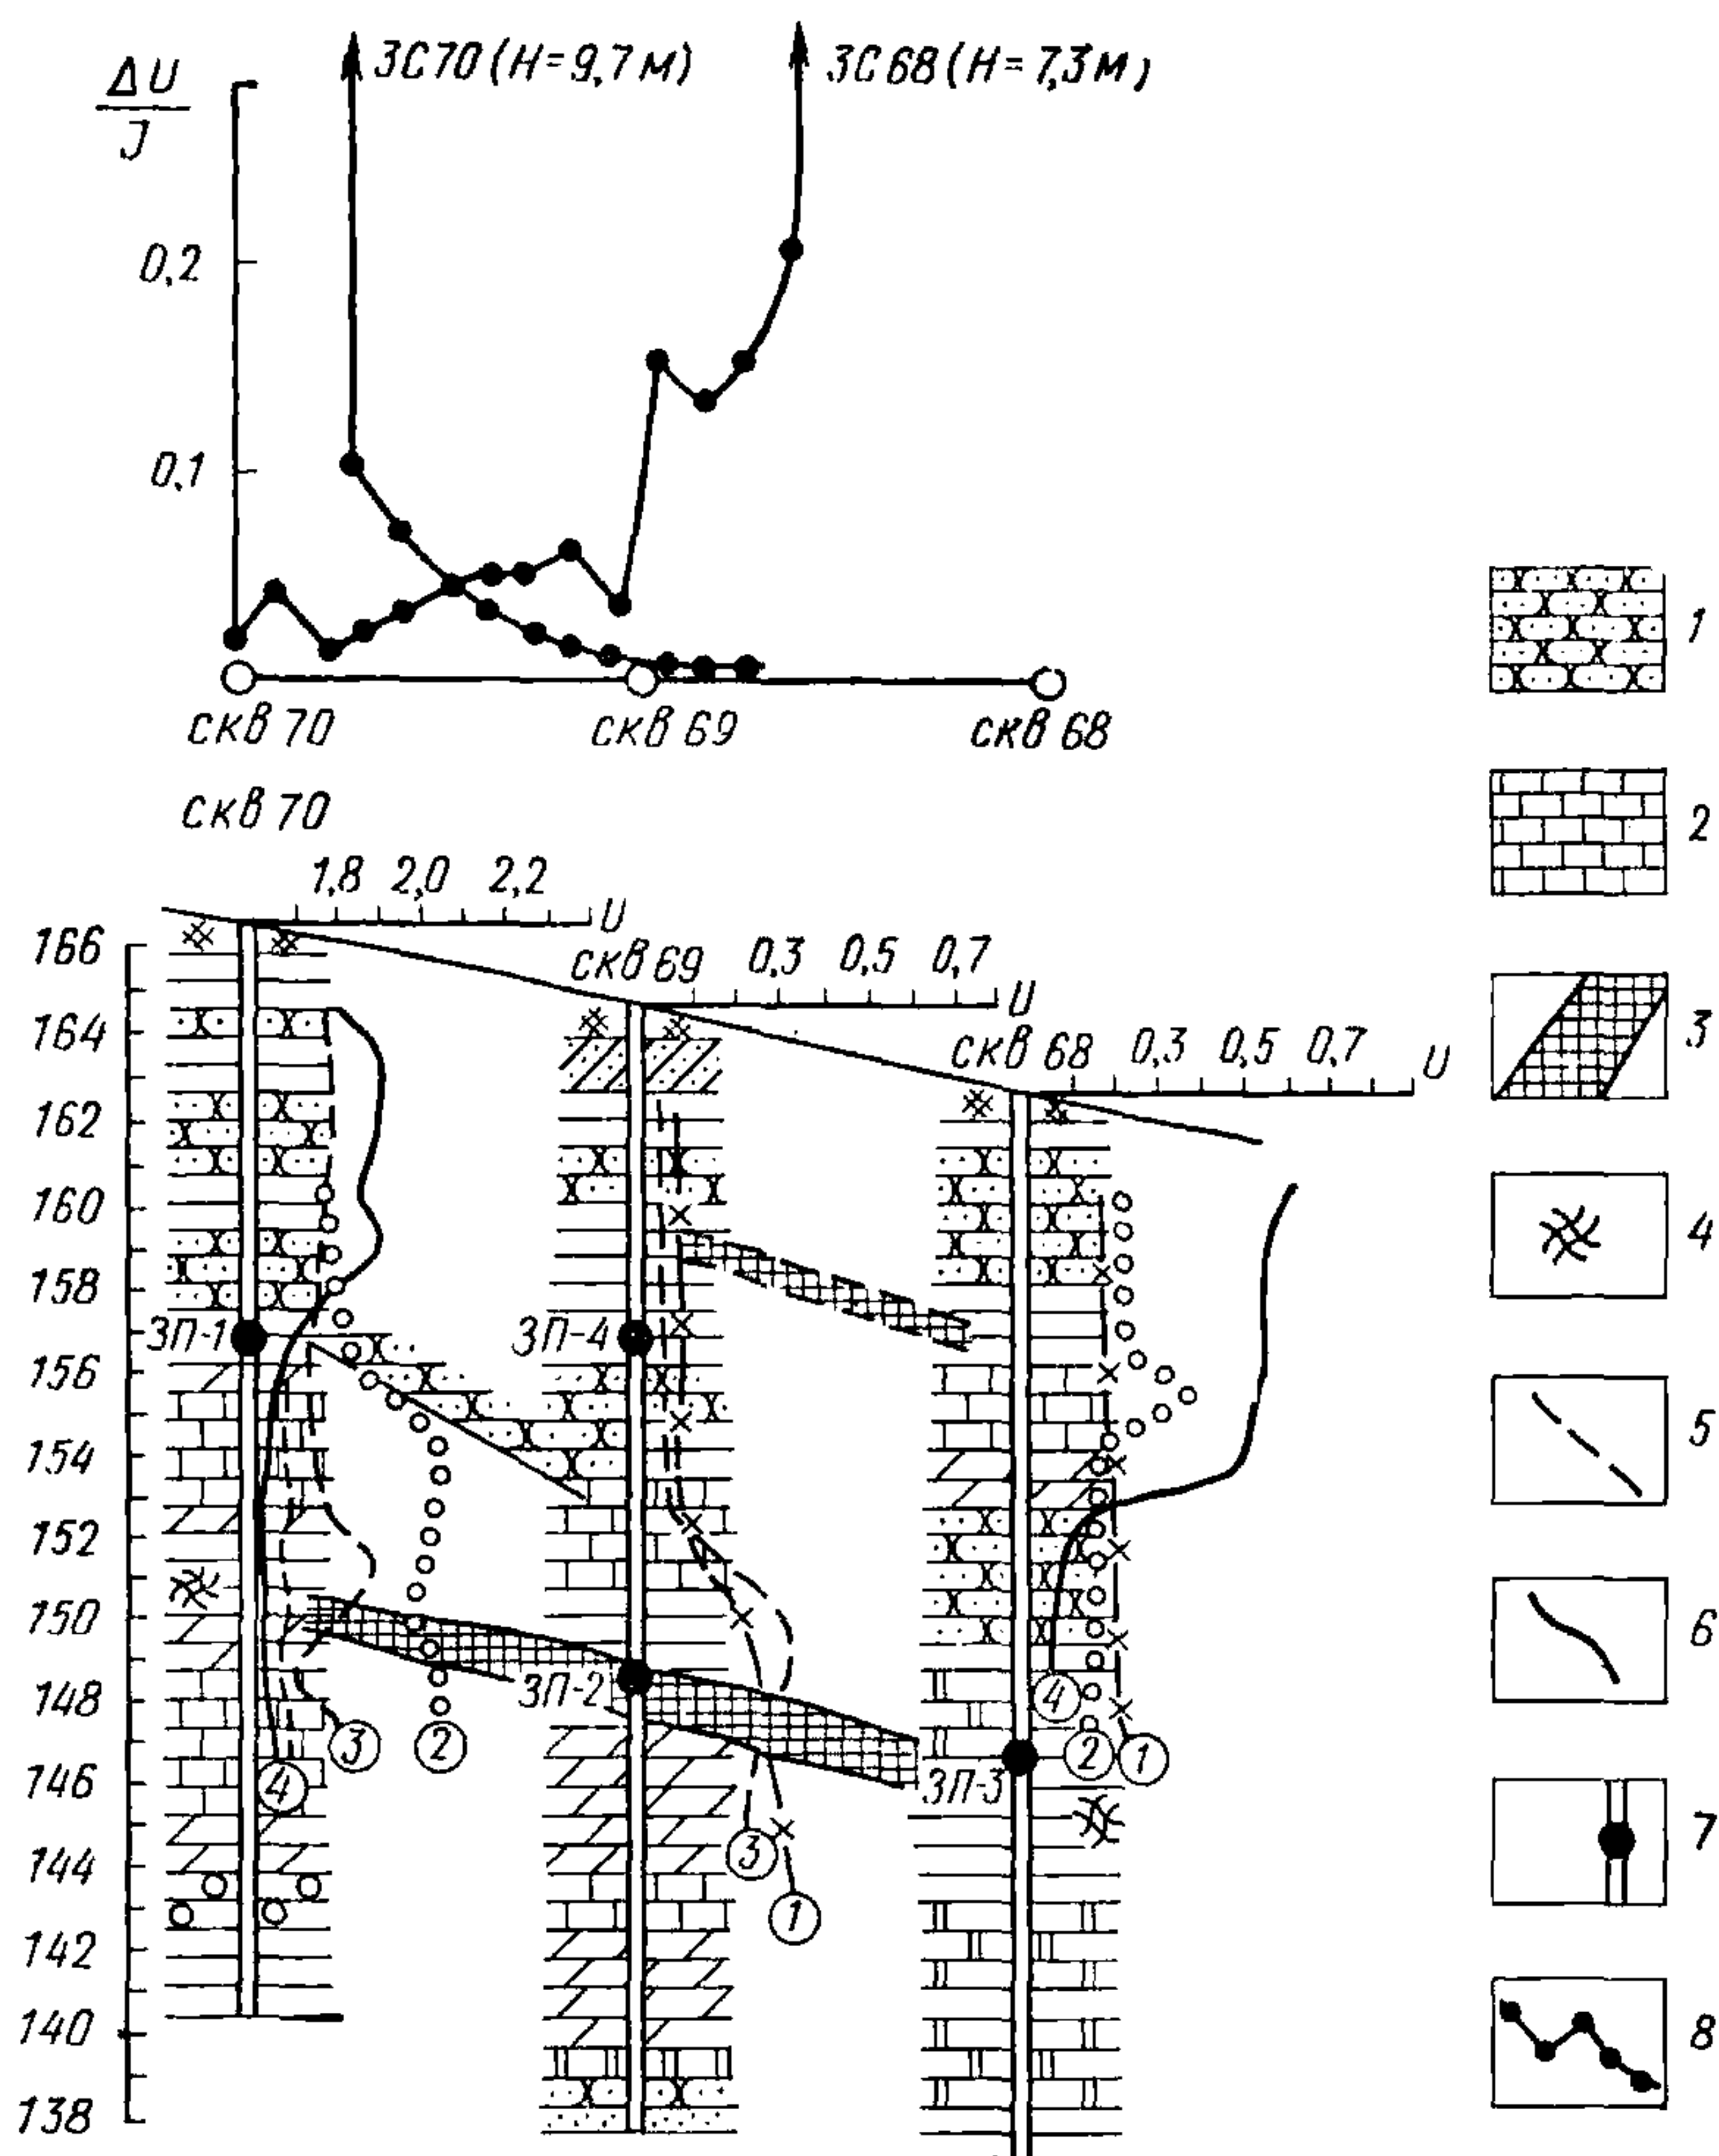 ΔU
J
ЗС70 (H=9,7 м)
ЗС68 (H=7,3 м)
0,2
0,1
скв 70
скв 69
скв 68
скв 70
1,8 2,0 2,2
U
скв 69 0,3 0,5 0,7
U
скв 68 0,3 0,5 0,7
U
166
164
162
160
158
156
154
152
150
148
146
144
142
140
138
ЗП-1
ЗП-4
ЗП-2
ЗП-3
3
2
4
3
1
4
2
1
1
2
3
4
5
6
7
8